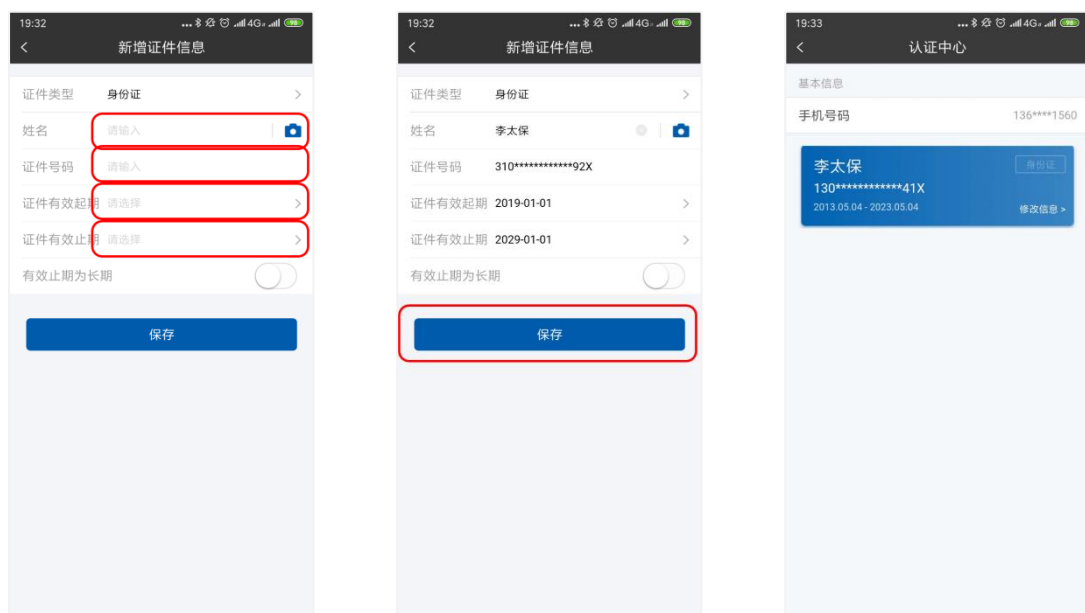 19:32
4G
98
新增证件信息
证件类型 身份证
姓名 请输入
证件号码 请输入
证件有效起期 请选择
证件有效止期 请选择
有效止期为长期
保存
19:32
4G
98
新增证件信息
证件类型 身份证
姓名 李太保
证件号码 310************92X
证件有效起期 2019-01-01
证件有效止期 2029-01-01
有效止期为长期
保存
19:33
4G
98
认证中心
基本信息
手机号码 136****1560
李太保 身份证
130************41X
2013.05.04 - 2023.05.04 修改信息 >